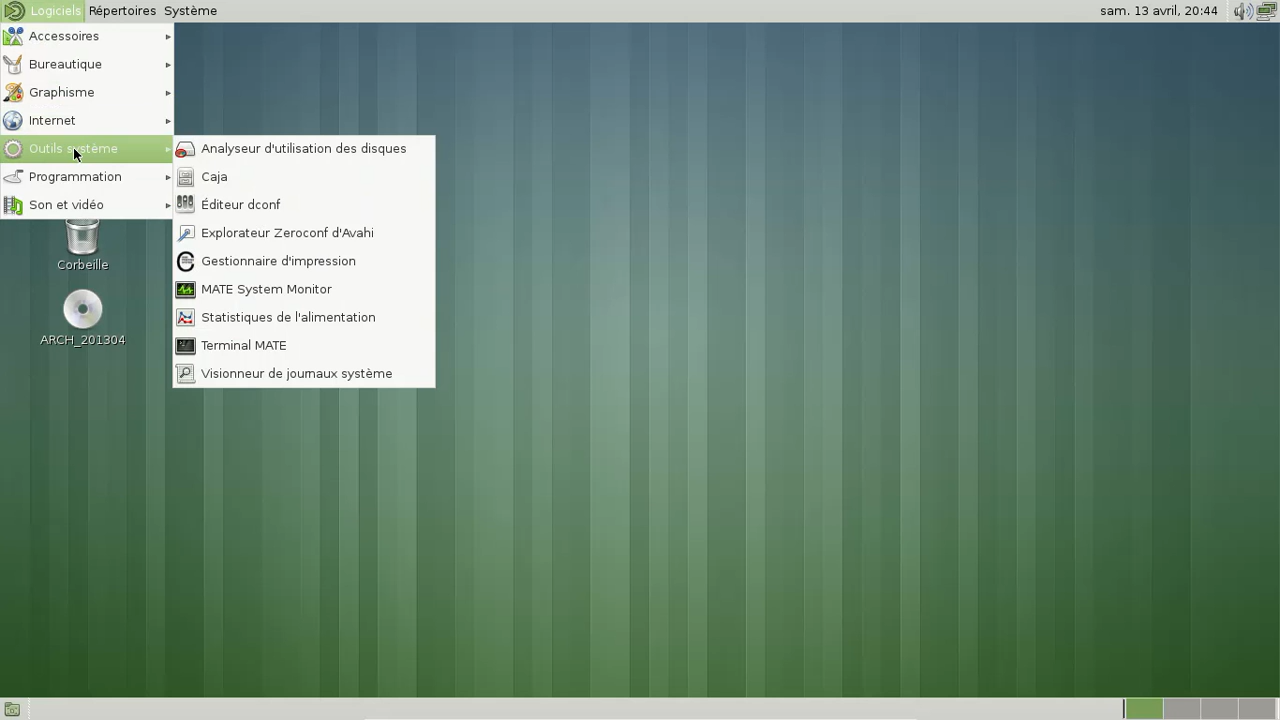 Logiciels Répertoires Système sam. 13 avril, 20:44
Accessoires
Bureautique
Graphisme
Internet
Outils système
Programmation
Son et vidéo
Analyseur d'utilisation des disques
Caja
Éditeur dconf
Explorateur Zeroconf d'Avahi
Gestionnaire d'impression
MATE System Monitor
Statistiques de l'alimentation
Terminal MATE
Visionneur de journaux système
Corbeille
ARCH_201304